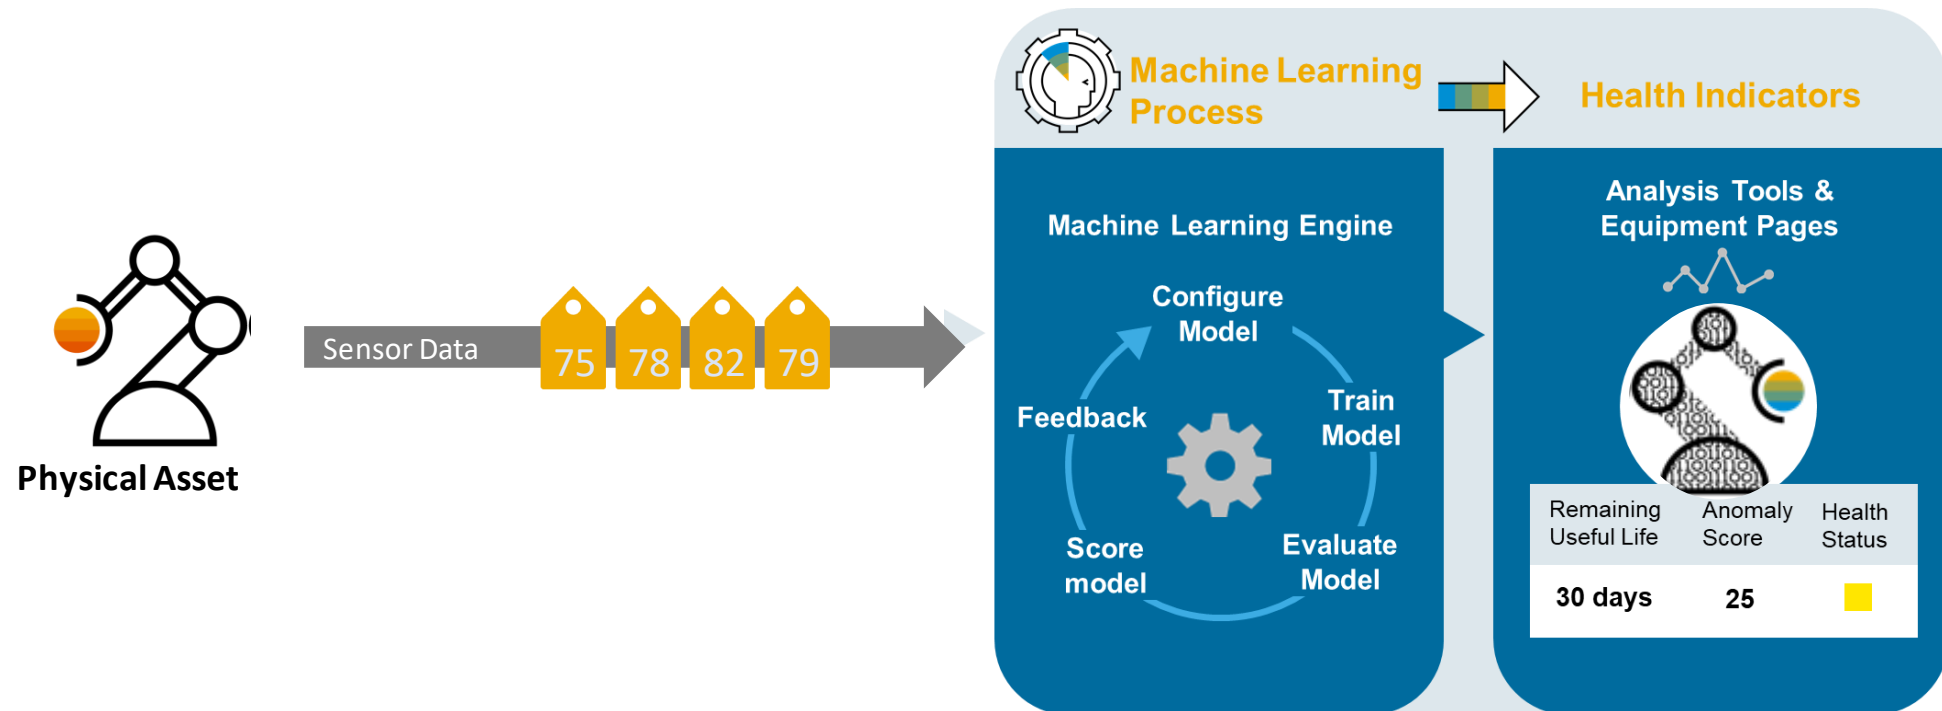 Physical Asset
Sensor Data
75 78 82 79
Machine Learning
Process
Health Indicators
Machine Learning Engine
Configure
Model
Train
Model
Evaluate
Model
Score
model
Feedback
Analysis Tools &
Equipment Pages
Remaining
Useful Life
Anomaly
Score
Health
Status
30 days
25